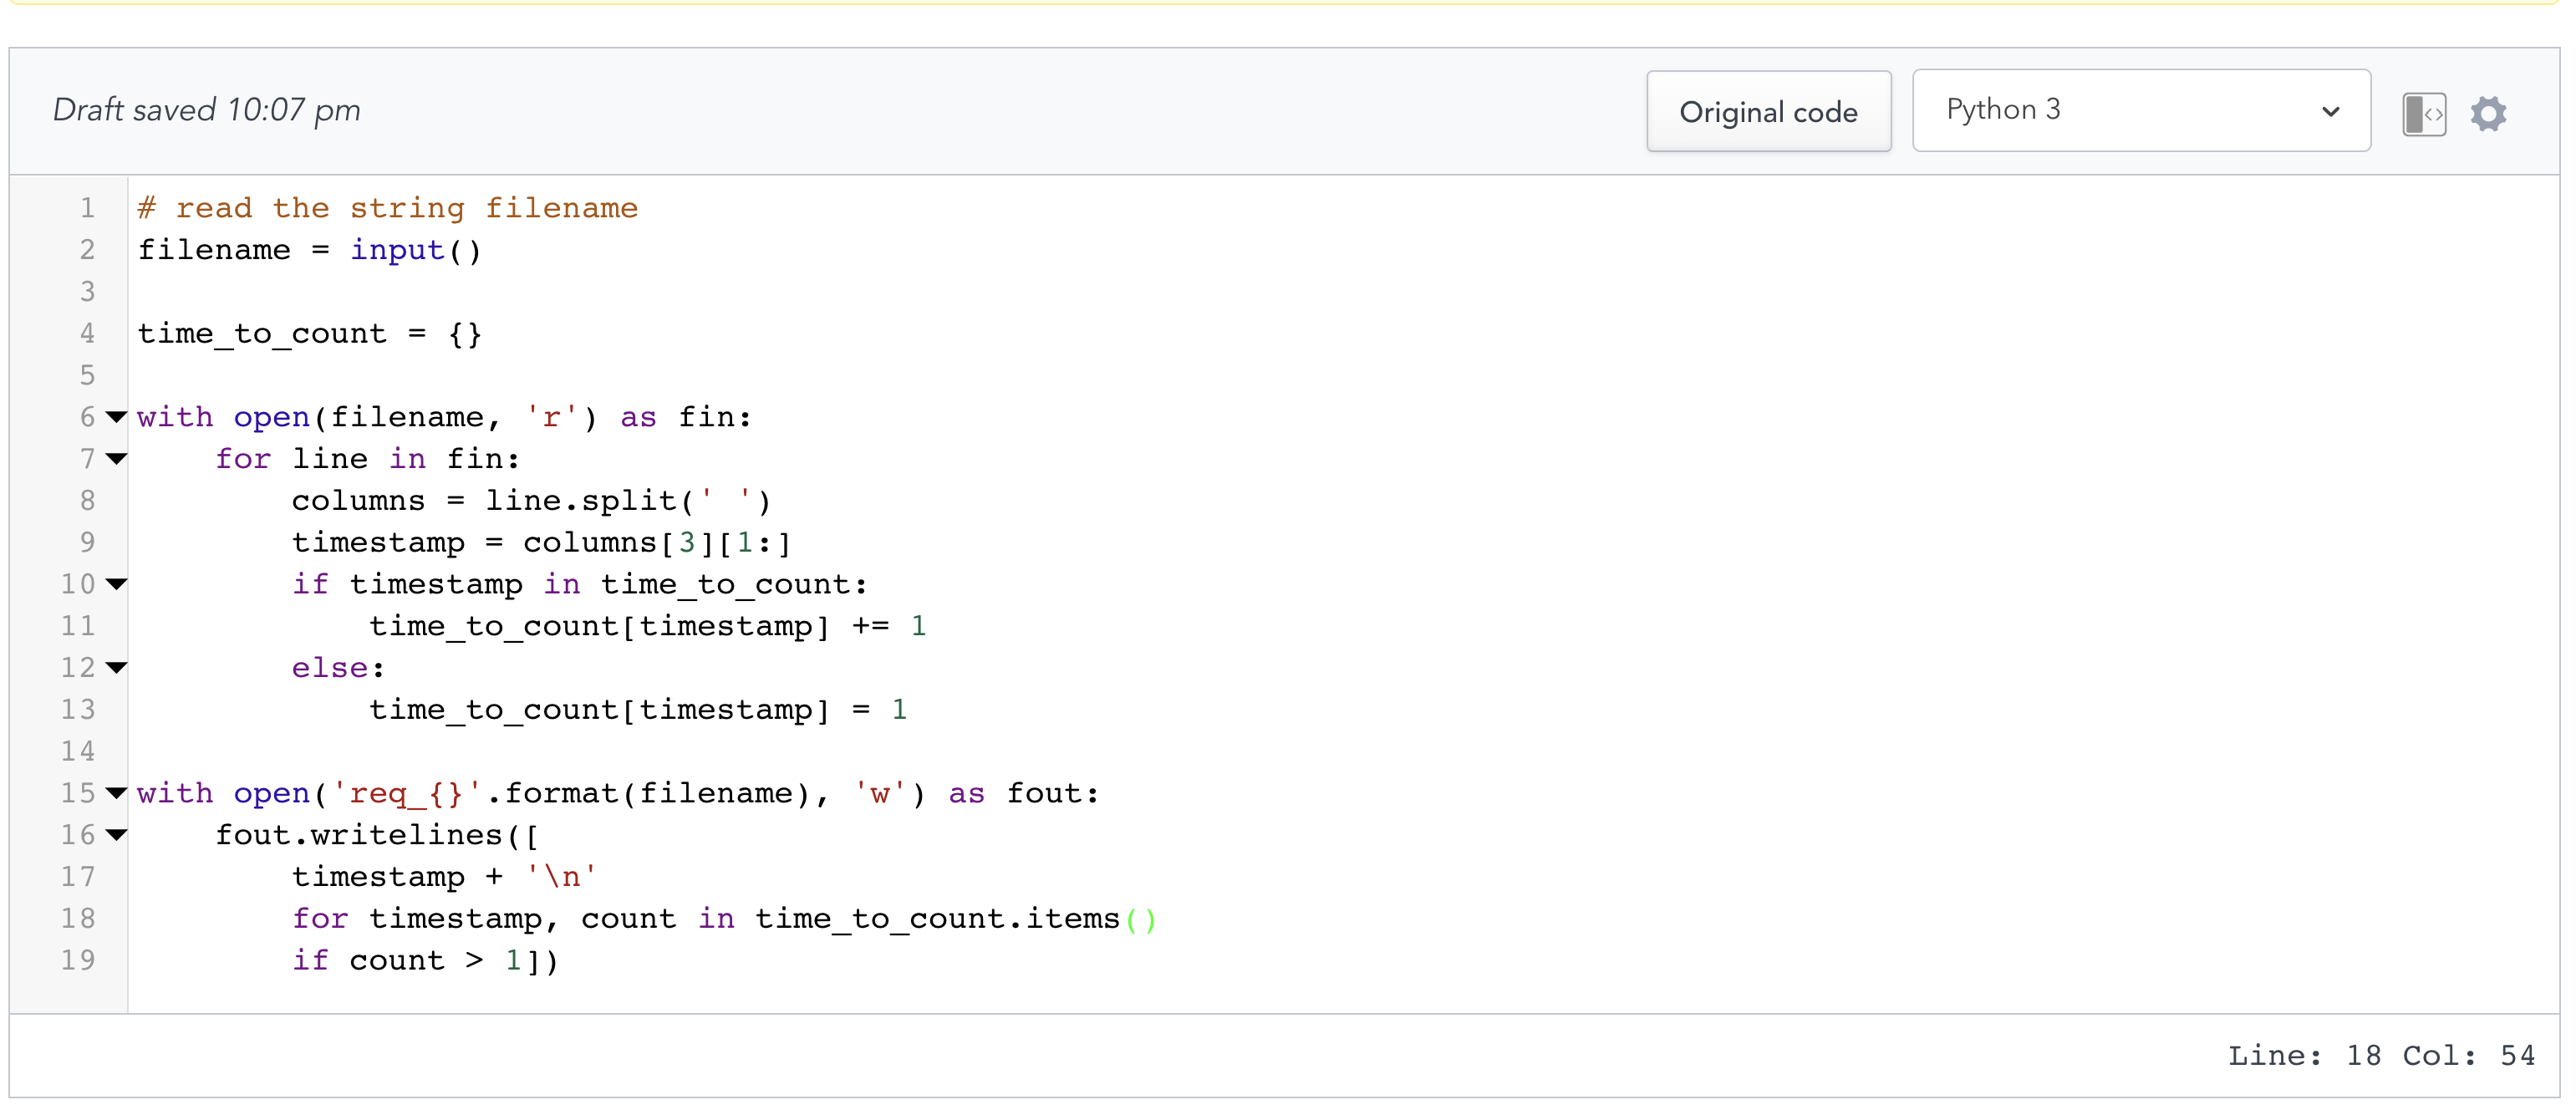 Draft saved 10:07 pm
Original code
Python 3
<>
1 # read the string filename
2 filename = input()
3
4 time_to_count = {}
5
6 with open(filename, 'r') as fin:
7     for line in fin:
8         columns = line.split(' ')
9         timestamp = columns[3][1:]
10         if timestamp in time_to_count:
11             time_to_count[timestamp] += 1
12         else:
13             time_to_count[timestamp] = 1
14
15 with open('req_{}'.format(filename), 'w') as fout:
16     fout.writelines([
17         timestamp + '\n'
18         for timestamp, count in time_to_count.items()
19         if count > 1])
Line: 18 Col: 54